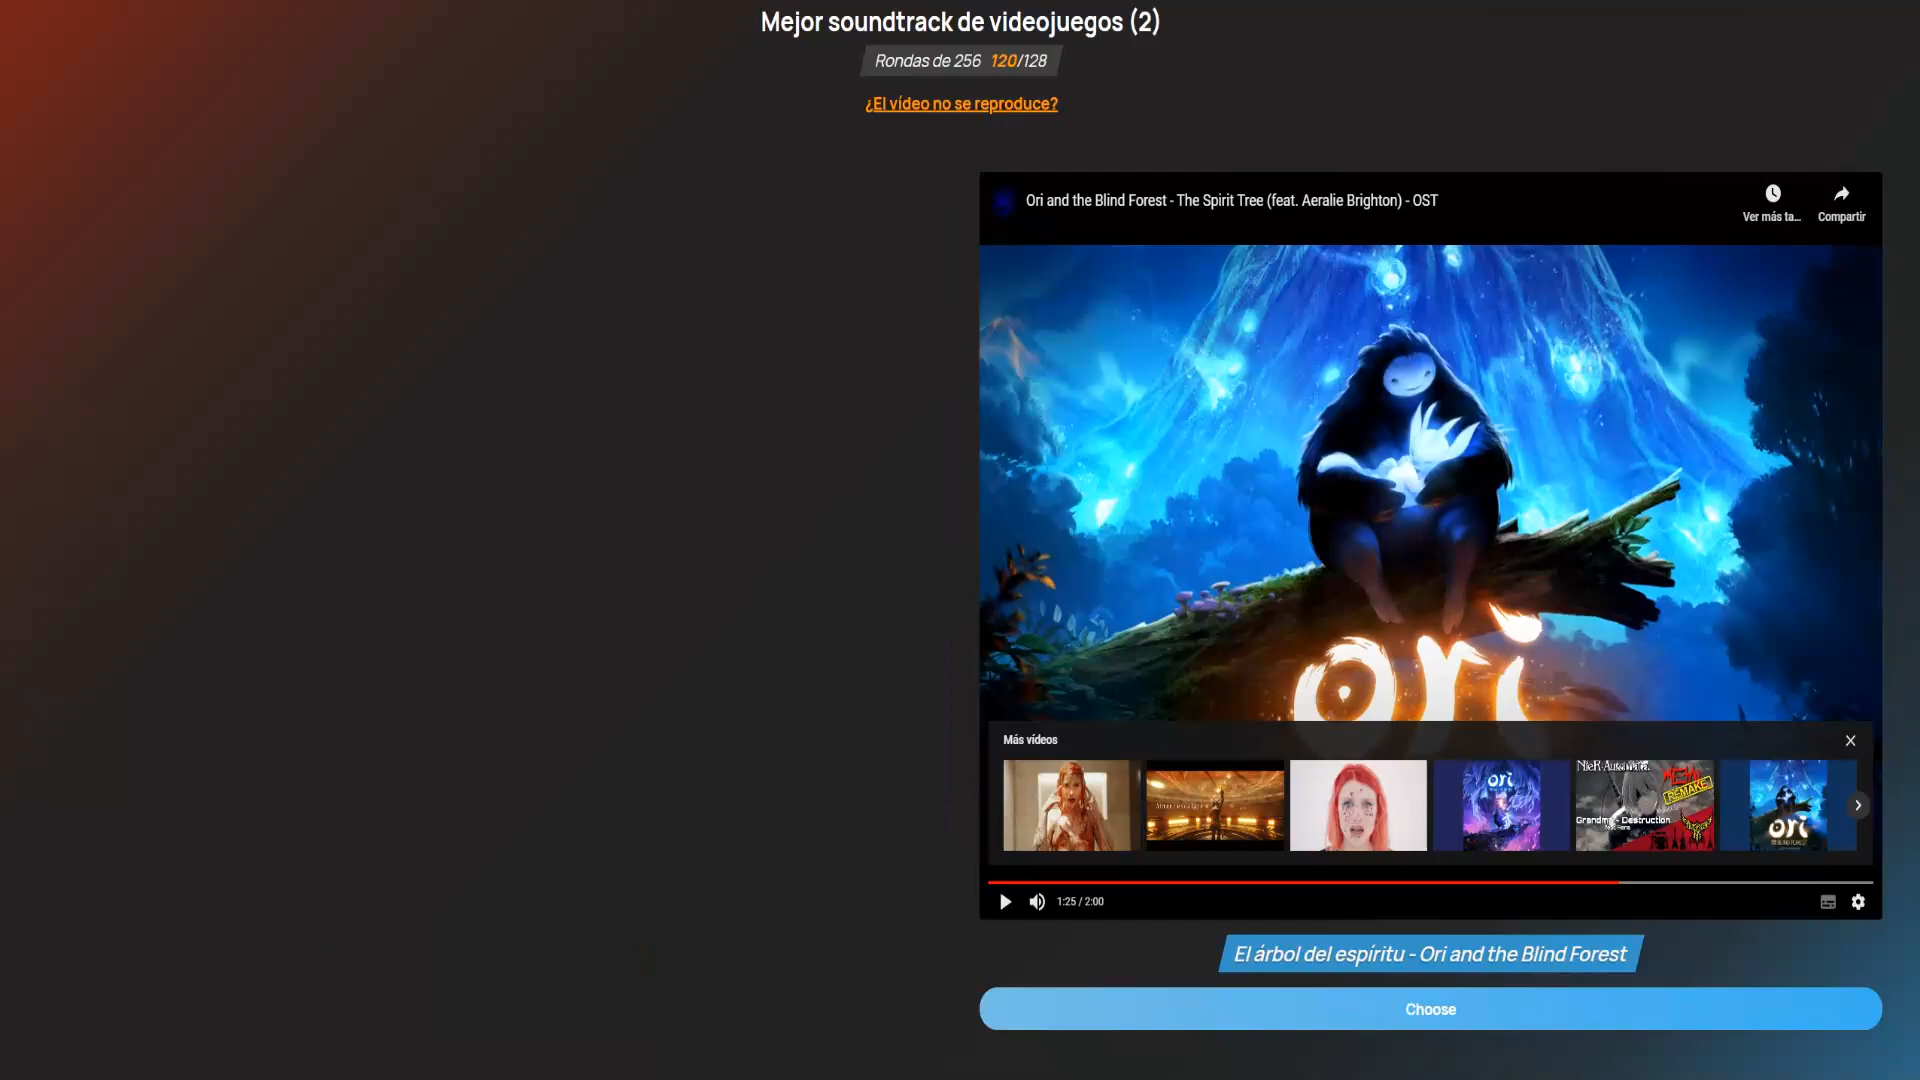 Mejor soundtrack de videojuegos (2)
Rondas de 256 120/128
¿El vídeo no se reproduce?
Ori and the Blind Forest - The Spirit Tree (feat. Aeralie Brighton) - OST
Ver más ta...
Compartir
ori
Más vídeos
ori
NieR:Automata
METAL
REMAKE
Grandma - Destruction
ori
1:25 / 2:00
El árbol del espíritu - Ori and the Blind Forest
Choose